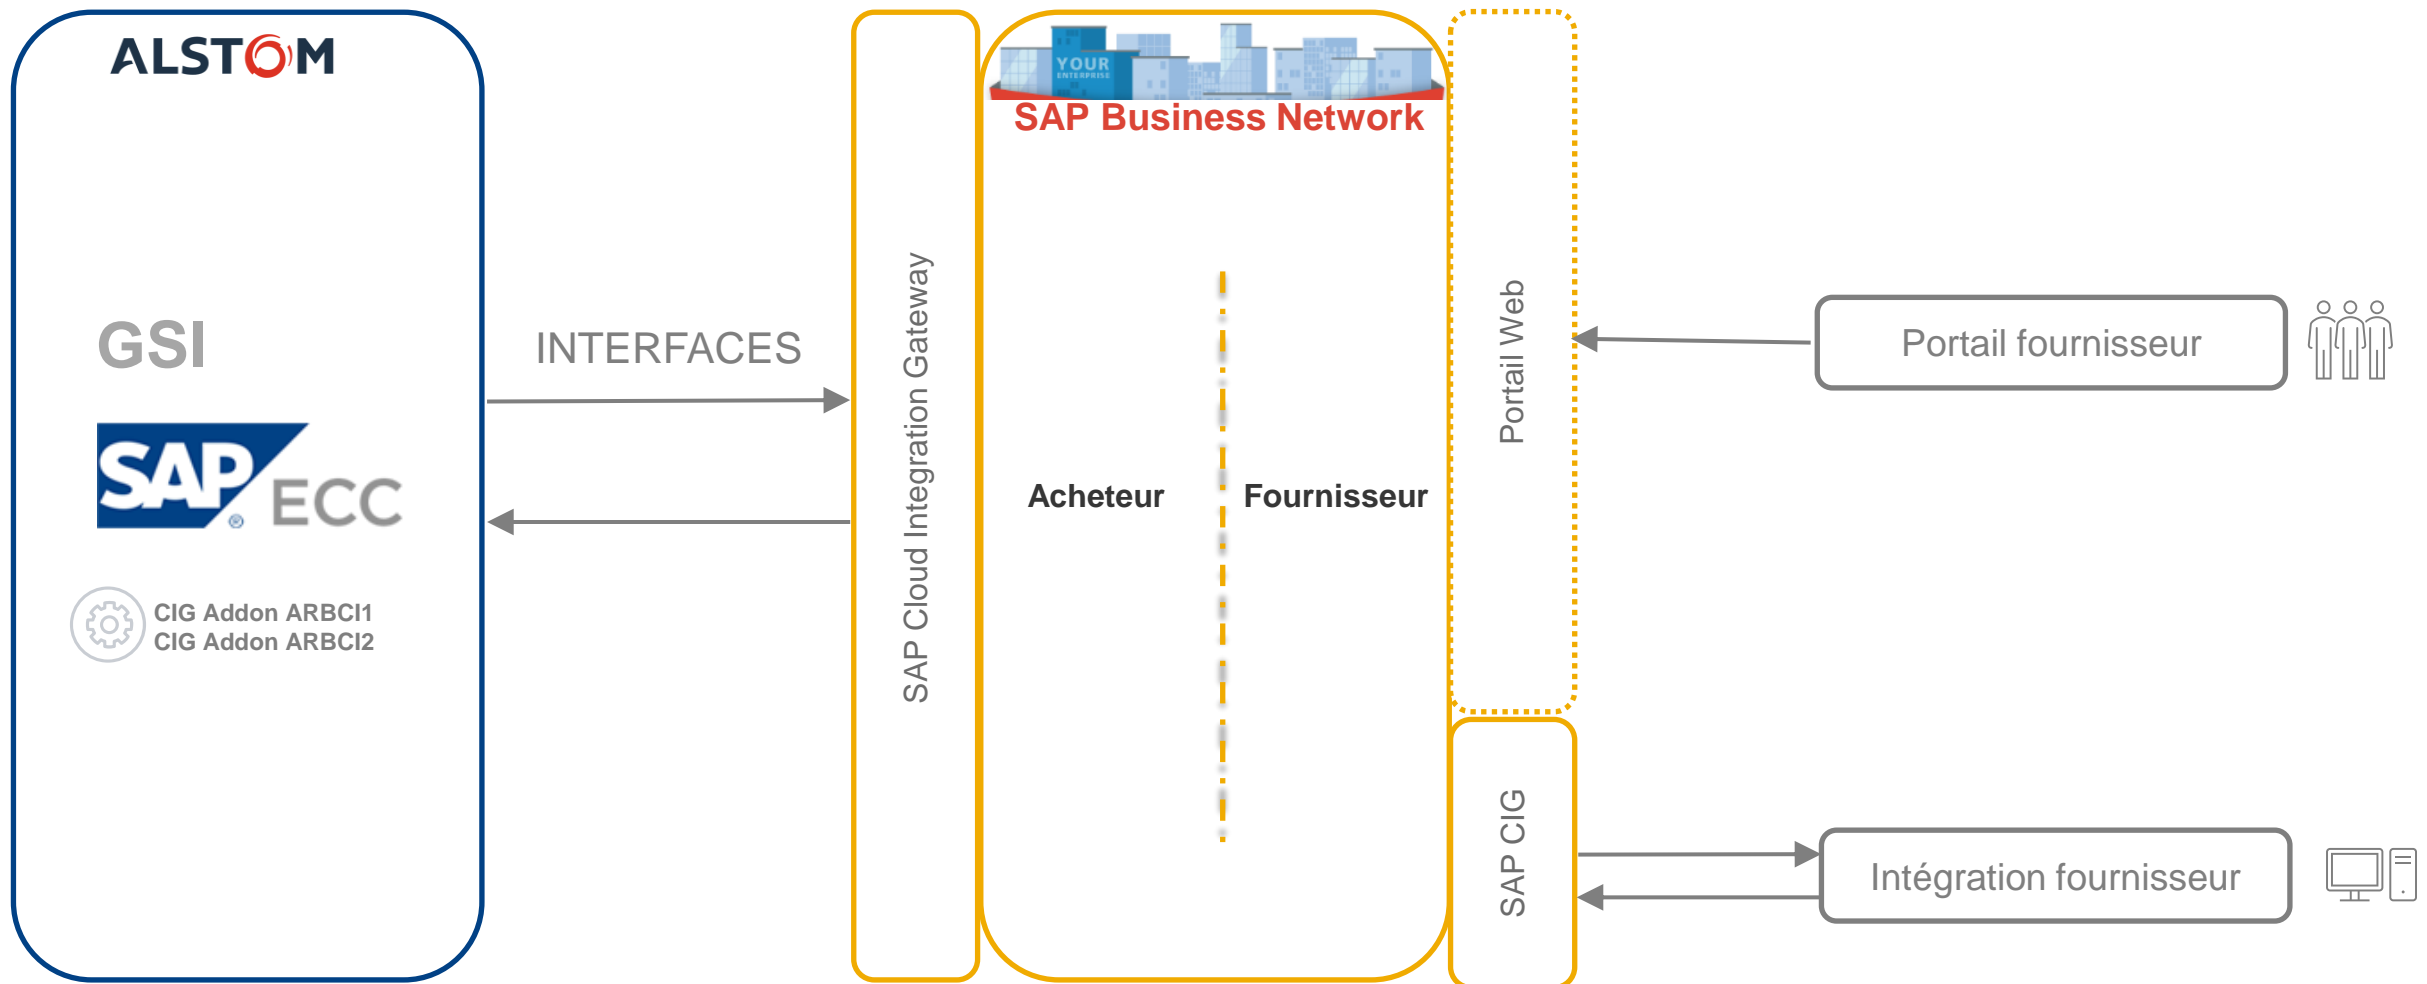 ALSTOM
GSI
SAP
®
ECC
CIG Addon ARBCI1
CIG Addon ARBCI2
INTERFACES
SAP Cloud Integration Gateway
YOUR
ENTERPRISE
SAP Business Network
Acheteur
Fournisseur
Portail Web
SAP CIG
Portail fournisseur
Intégration fournisseur